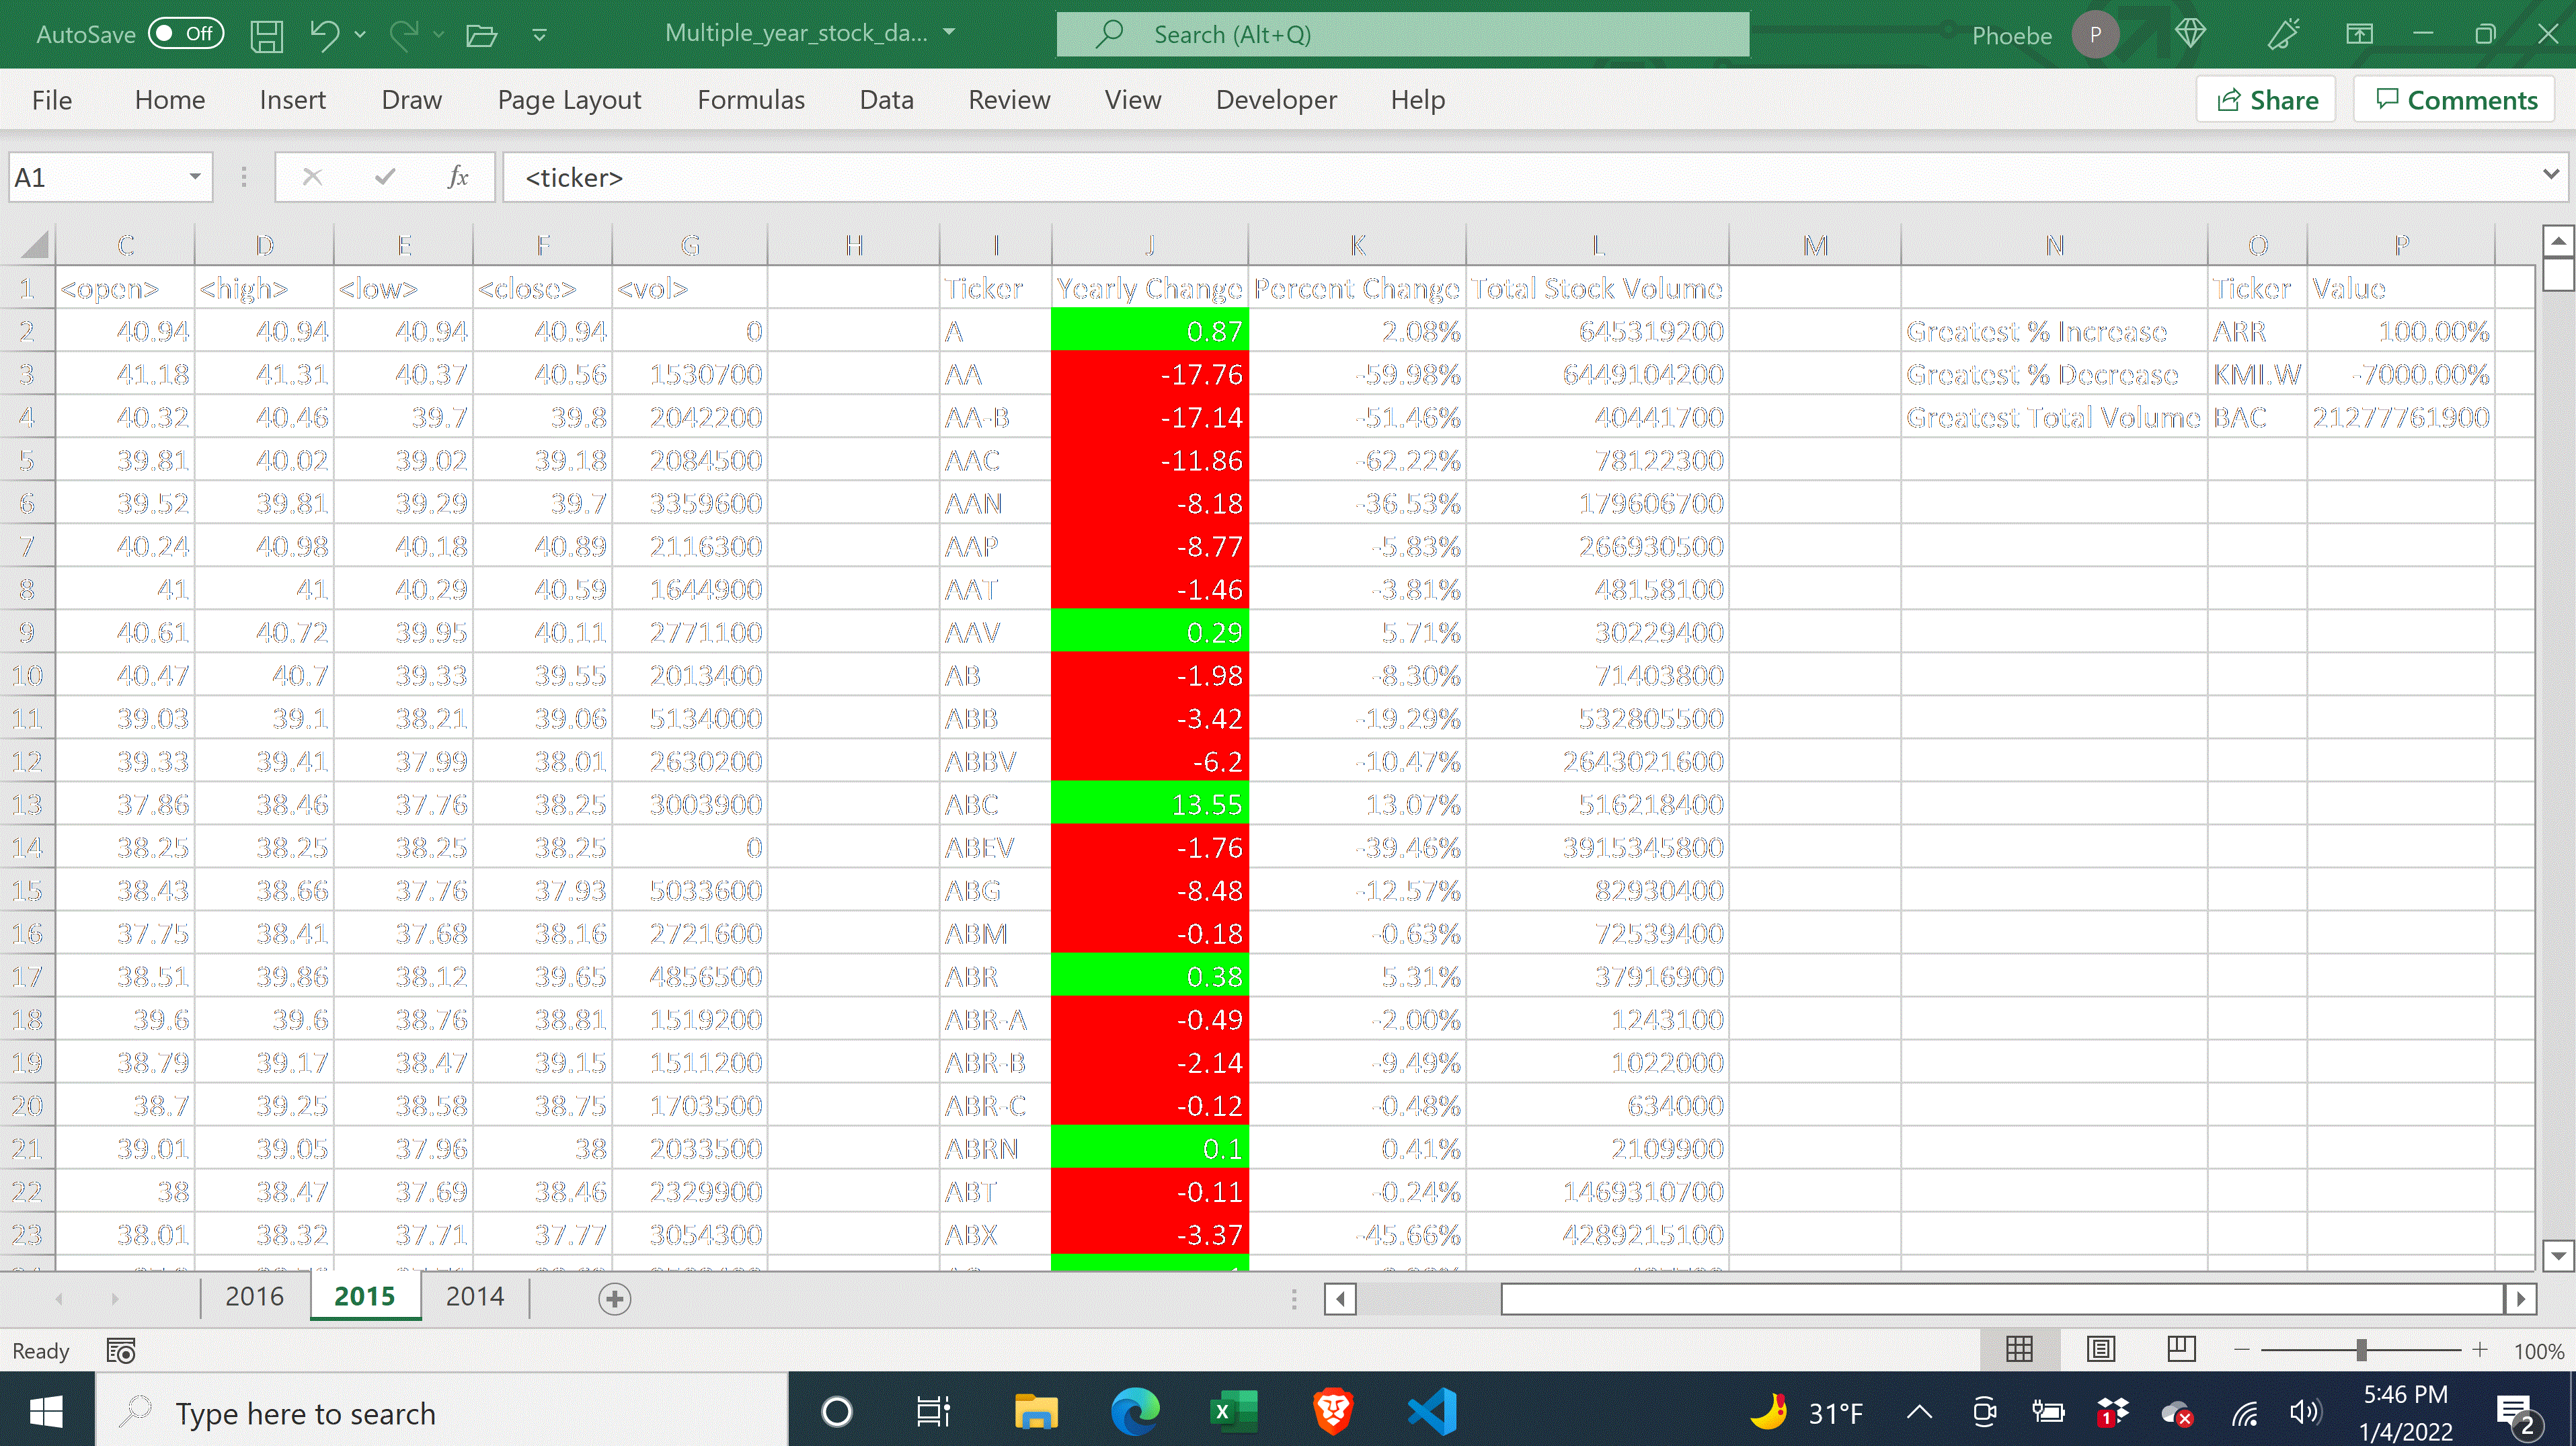 AutoSave Off Multiple_year_stock_da... Search (Alt+Q) Phoebe P
File Home Insert Draw Page Layout Formulas Data Review View Developer Help Share Comments
A1 fx <ticker>
C D E F G H I J K L M N O P
1 <open> <high> <low> <close> <vol> Ticker Yearly Change Percent Change Total Stock Volume Ticker Value
2 40.94 40.94 40.94 40.94 0 A 0.87 2.08% 645319200 Greatest % Increase ARR 100.00%
3 41.18 41.31 40.37 40.56 1530700 AA -17.76 -59.98% 6449104200 Greatest % Decrease KMI.W -7000.00%
4 40.32 40.46 39.7 39.8 2042200 AA-B -17.14 -51.46% 40441700 Greatest Total Volume BAC 21277761900
5 39.81 40.02 39.02 39.18 2084500 AAC -11.86 -62.22% 78122300
6 39.52 39.81 39.29 39.7 3359600 AAN -8.18 -36.53% 179606700
7 40.24 40.98 40.18 40.89 2116300 AAP -8.77 -5.83% 266930500
8 41 41 40.29 40.59 1644900 AAT -1.46 -3.81% 48158100
9 40.61 40.72 39.95 40.11 2771100 AAV 0.29 5.71% 30229400
10 40.47 40.7 39.33 39.55 2013400 AB -1.98 -8.30% 71403800
11 39.03 39.1 38.21 39.06 5134000 ABB -3.42 -19.29% 532805500
12 39.33 39.41 37.99 38.01 2630200 ABBV -6.2 -10.47% 2643021600
13 37.86 38.46 37.76 38.25 3003900 ABC 13.55 13.07% 516218400
14 38.25 38.25 38.25 38.25 0 ABEV -1.76 -39.46% 3915345800
15 38.43 38.66 37.76 37.93 5033600 ABG -8.48 -12.57% 82930400
16 37.75 38.41 37.68 38.16 2721600 ABM -0.18 -0.63% 72539400
17 38.51 39.86 38.12 39.65 4856500 ABR 0.38 5.31% 37916900
18 39.6 39.6 38.76 38.81 1519200 ABR-A -0.49 -2.00% 1243100
19 38.79 39.17 38.47 39.15 1511200 ABR-B -2.14 -9.49% 1022000
20 38.7 39.25 38.58 38.75 1703500 ABR-C -0.12 -0.48% 634000
21 39.01 39.05 37.96 38 2033500 ABRN 0.1 0.41% 2109900
22 38 38.47 37.69 38.46 2329900 ABT -0.11 -0.24% 1469310700
23 38.01 38.32 37.71 37.77 3054300 ABX -3.37 -45.66% 4289215100
2016 2015 2014
Ready 100%
Type here to search 31°F 1 5:46 PM 2
1/4/2022